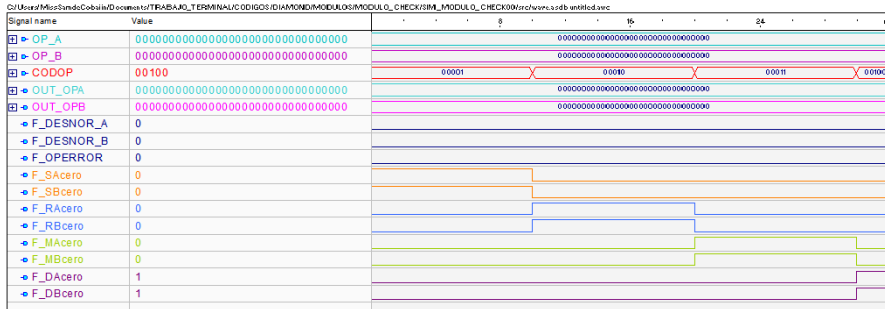 C:/Users/MissSamdeCobalin/Documents/TRABAJO_TERMINAL/CODIGOS/DIAMOND/MODULOS/MODULO_CHECK/SIMI_MODULO_CHECK00/src/wave.asdb:untitled.awc
Signal name Value 8 16 24
OP_A 00000000000000000000000000000000 00000000000000000000000000000000
OP_B 00000000000000000000000000000000 00000000000000000000000000000000
CODOP 00100 00001 00010 00011 00100
OUT_OPA 00000000000000000000000000000000 00000000000000000000000000000000
OUT_OPB 00000000000000000000000000000000 00000000000000000000000000000000
F_DESNOR_A 0
F_DESNOR_B 0
F_OPERROR 0
F_SAcero 0
F_SBcero 0
F_RAcero 0
F_RBcero 0
F_MAcero 0
F_MBcero 0
F_DAcero 1
F_DBcero 1